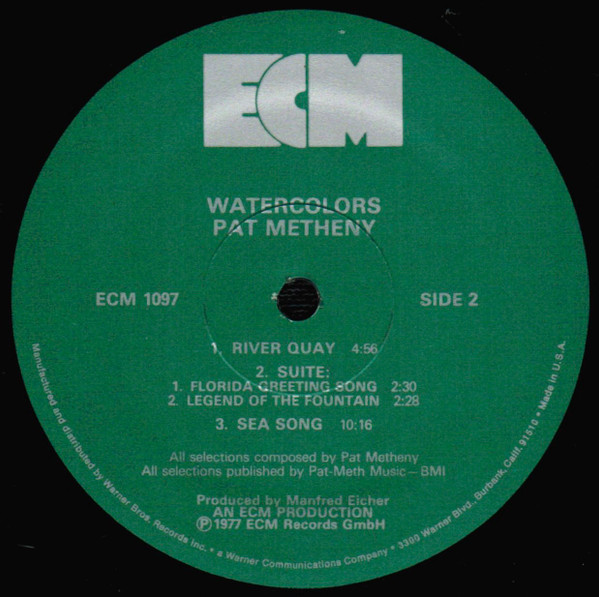 ECM
WATERCOLORS
PAT METHENY
ECM 1097
SIDE 2
1. RIVER QUAY 4:56
2. SUITE:
1. FLORIDA GREETING SONG 2:30
2. LEGEND OF THE FOUNTAIN 2:28
3. SEA SONG 10:16
All selections composed by Pat Metheny
All selections published by Pat-Meth Music—BMI
Produced by Manfred Eicher
AN ECM PRODUCTION
℗ 1977 ECM Records GmbH
Manufactured and distributed by Warner Bros. Records Inc. • a Warner Communications Company • 3300 Warner Blvd., Burbank, Calif. 91510 • Made in U.S.A.